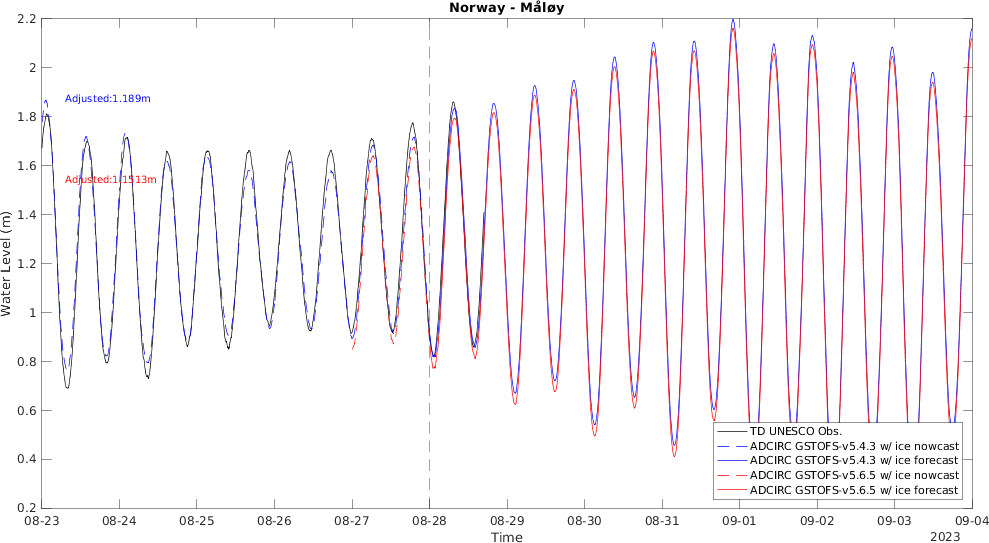 Norway - Måløy
2.2
2
1.8
1.6
1.4
1.2
1
0.8
0.6
0.4
0.2
Water Level (m)
Adjusted:1.189m
Adjusted:1.1513m
TD UNESCO Obs.
ADCIRC GSTOFS-v5.4.3 w/ ice nowcast
ADCIRC GSTOFS-v5.4.3 w/ ice forecast
ADCIRC GSTOFS-v5.6.5 w/ ice nowcast
ADCIRC GSTOFS-v5.6.5 w/ ice forecast
08-23 08-24 08-25 08-26 08-27 08-28 08-29 08-30 08-31 09-01 09-02 09-03 09-04
Time
2023